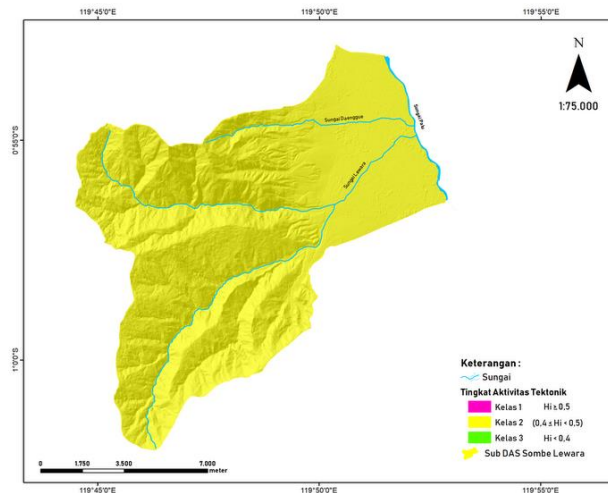 119°45'0"E 119°50'0"E 119°55'0"E
N
1:75.000
Sungai Palu
Sungai Daenggune
0°55'0"S
Sungai Lewara
1°0'0"S
Keterangan :
Sungai
Tingkat Aktivitas Tektonik
Kelas 1 Hi ≥ 0,5
Kelas 2 (0,4 ≤ Hi < 0,5)
Kelas 3 Hi < 0,4
Sub DAS Sombe Lewara
0 1.750 3.500 7.000
meter
119°45'0"E 119°50'0"E 119°55'0"E